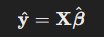 ŷ = Xβ̂